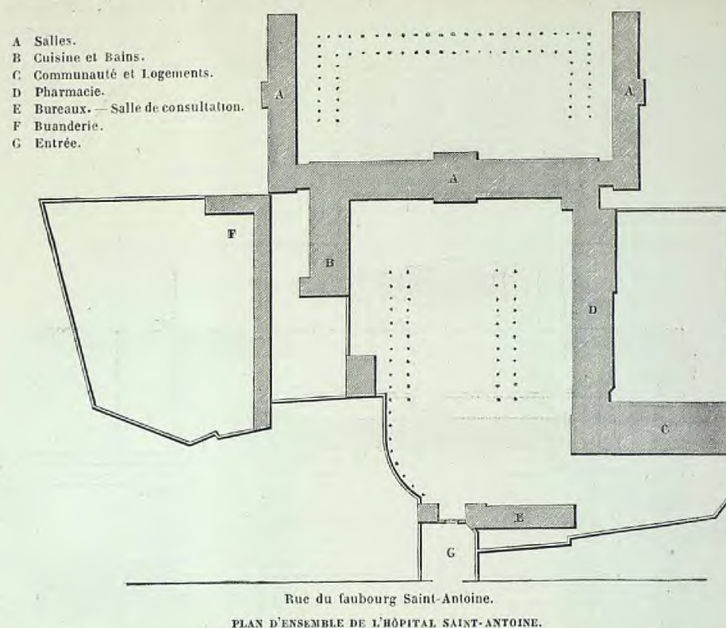 A Salles.
B Cuisine et Bains.
C Communauté et Logements.
D Pharmacie.
E Bureaux. — Salle de consultation.
F Buanderie.
G Entrée.
A
A
A
F
B
D
C
E
G
Rue du faubourg Saint-Antoine.
PLAN D'ENSEMBLE DE L'HÔPITAL SAINT-ANTOINE.